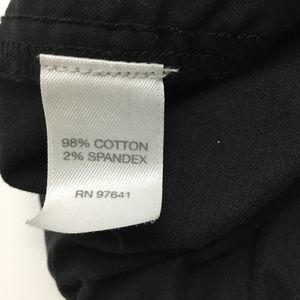 98% COTTON
2% SPANDEX
RN 97641